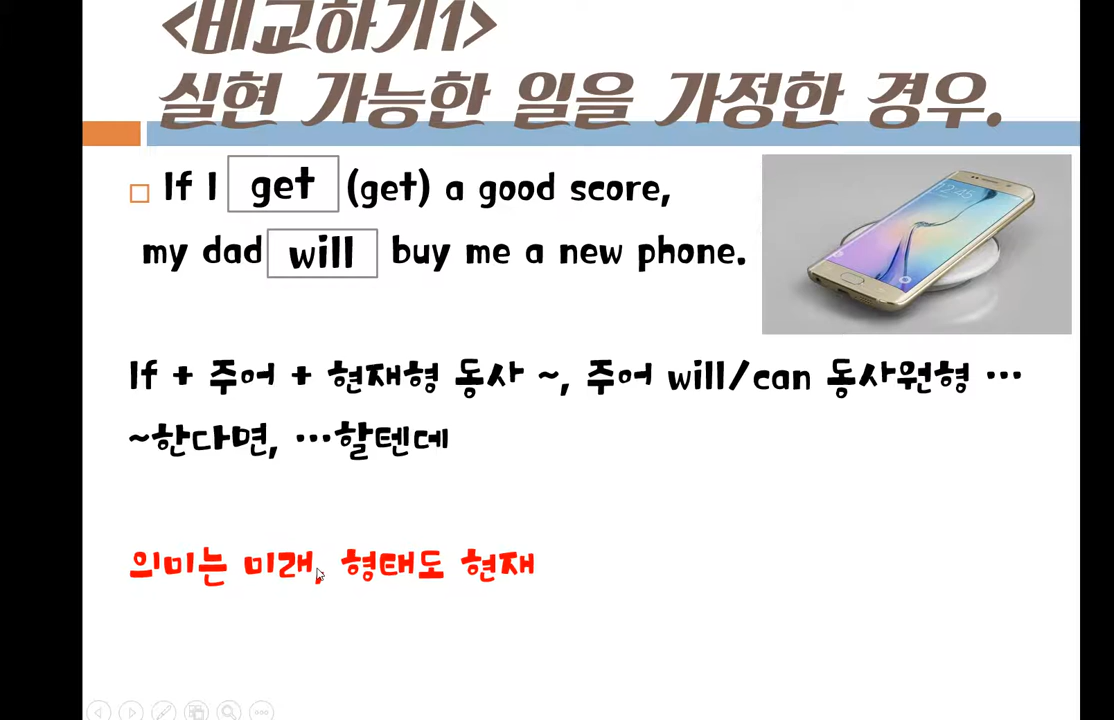 <비교하기1>
실현 가능한 일을 가정한 경우.
If I get (get) a good score,
my dad will buy me a new phone.
If + 주어 + 현재형 동사 ~, 주어 will/can 동사원형 …
~한다면, …할텐데
의미는 미래, 형태도 현재